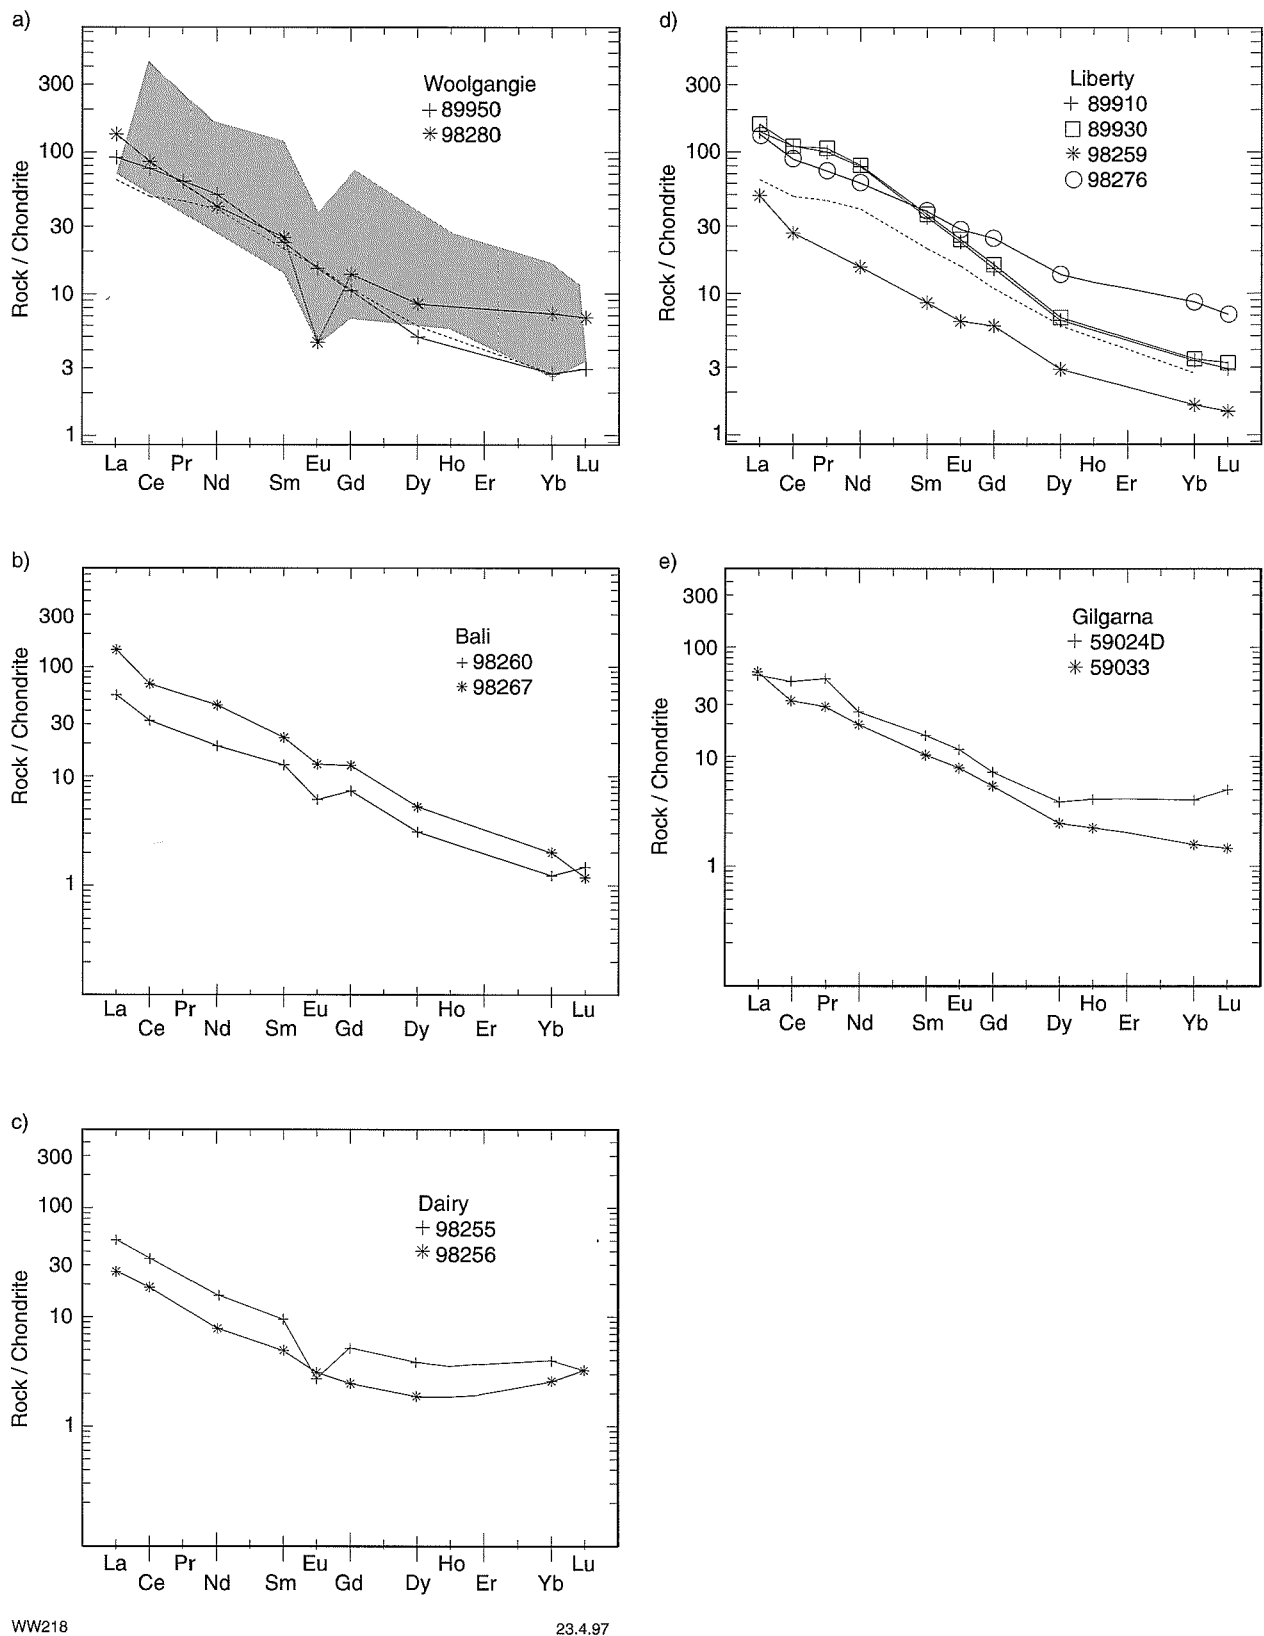 a)
Rock / Chondrite
300
100
30
10
3
1
Woolgangie
89950
98280
La Pr Eu Ho Lu
Ce Nd Sm Gd Dy Er Yb
d)
Rock / Chondrite
300
100
30
10
3
1
Liberty
89910
89930
98259
98276
La Pr Eu Ho Lu
Ce Nd Sm Gd Dy Er Yb
b)
Rock / Chondrite
300
100
30
10
1
Bali
98260
98267
La Pr Eu Ho Lu
Ce Nd Sm Gd Dy Er Yb
e)
Rock / Chondrite
300
100
30
10
1
Gilgarna
59024D
59033
La Pr Eu Ho Lu
Ce Nd Sm Gd Dy Er Yb
c)
Rock / Chondrite
300
100
30
10
1
Dairy
98255
98256
La Pr Eu Ho Lu
Ce Nd Sm Gd Dy Er Yb
WW218
23.4.97